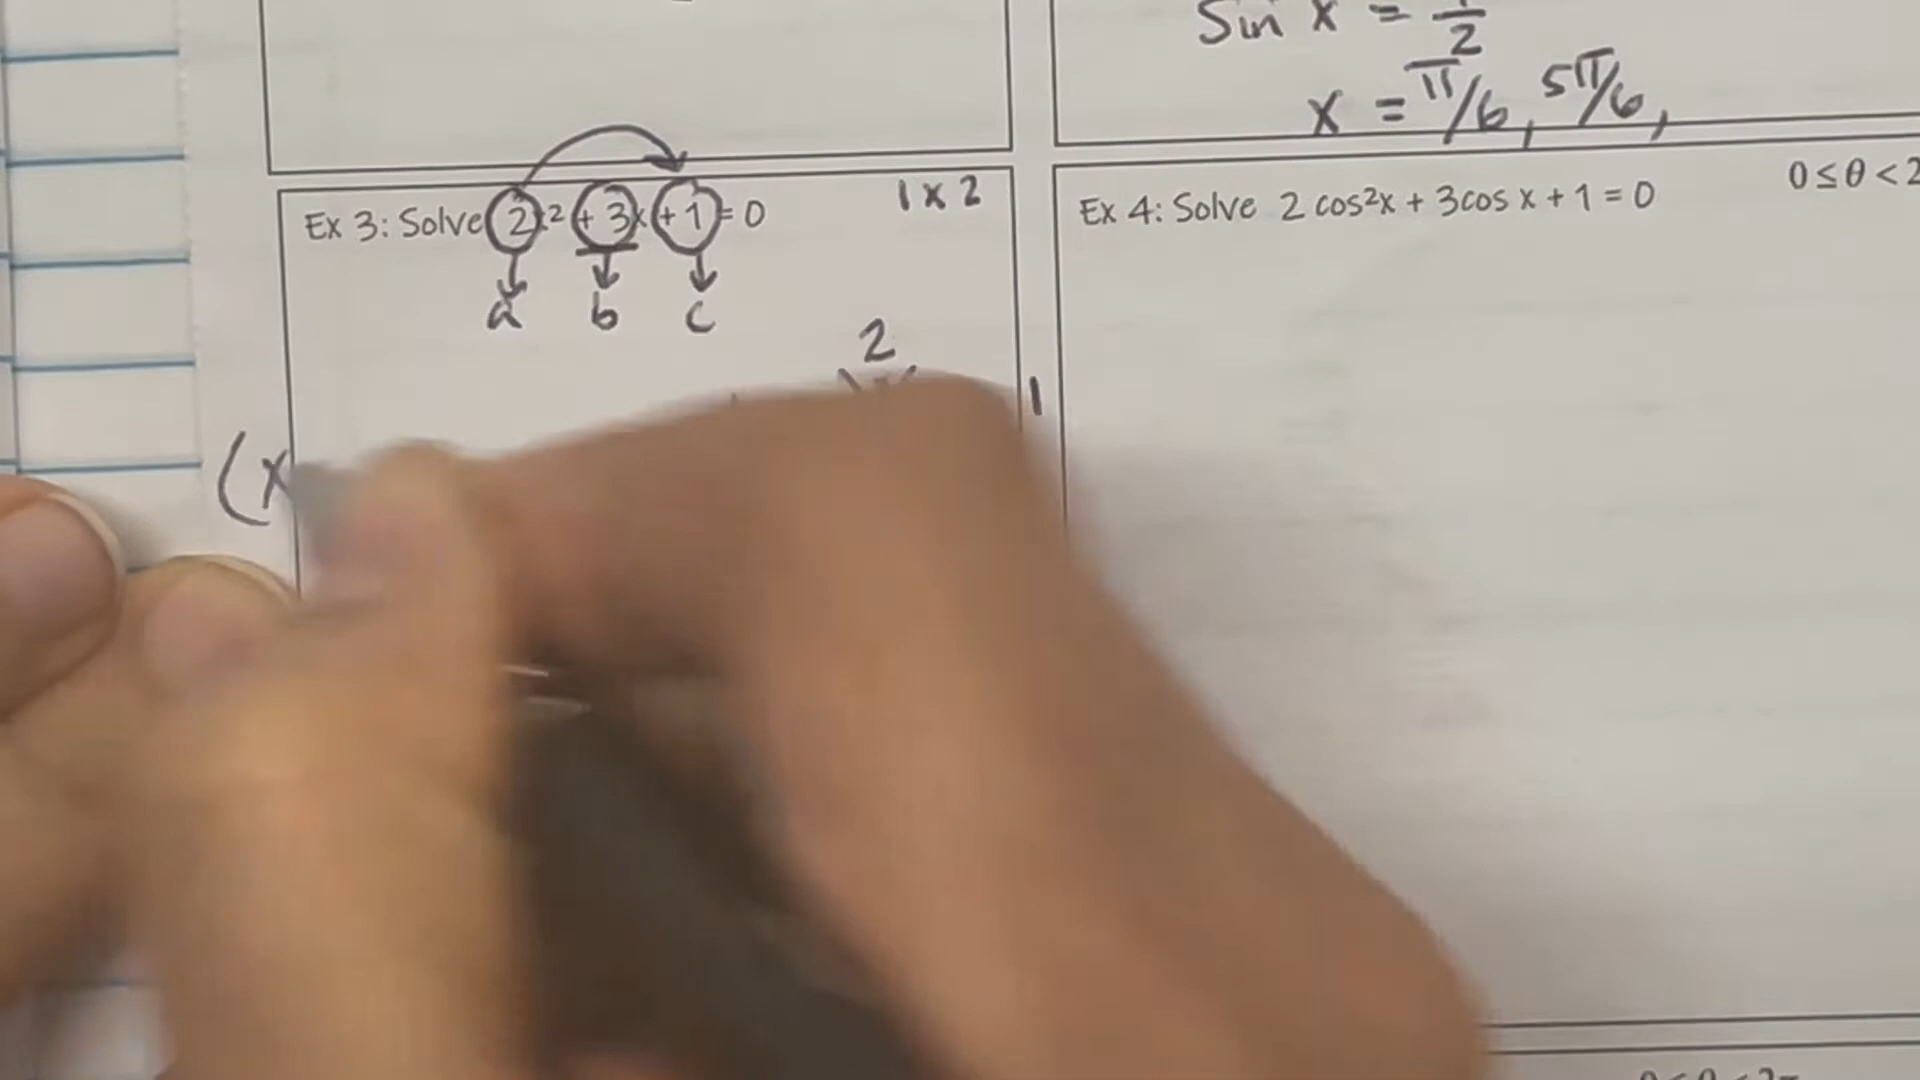 Sin x = 1/2
x = π/6, 5π/6,
Ex 3: Solve 2x² + 3x + 1 = 0
1 x 2
a b c
2
1
(x
Ex 4: Solve 2 cos²x + 3cos x + 1 = 0
0 ≤ θ < 2